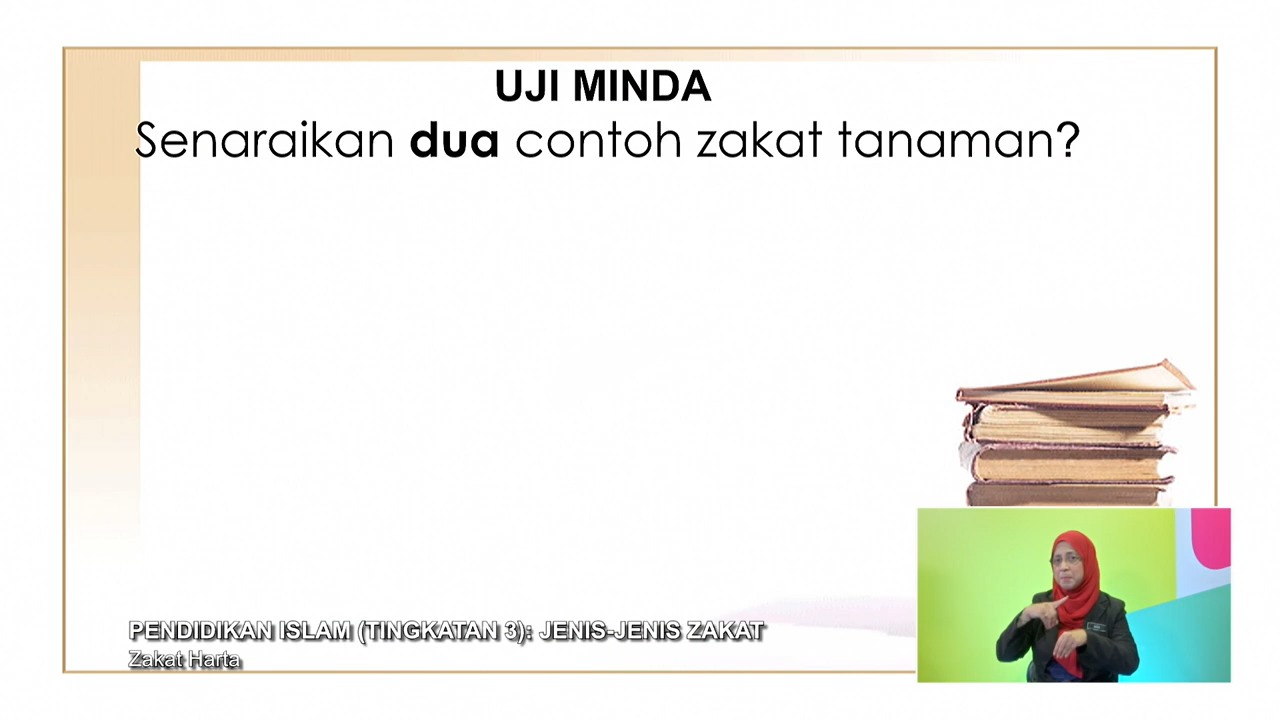 UJI MINDA
Senaraikan dua contoh zakat tanaman?
PENDIDIKAN ISLAM (TINGKATAN 3): JENIS-JENIS ZAKAT
Zakat Harta